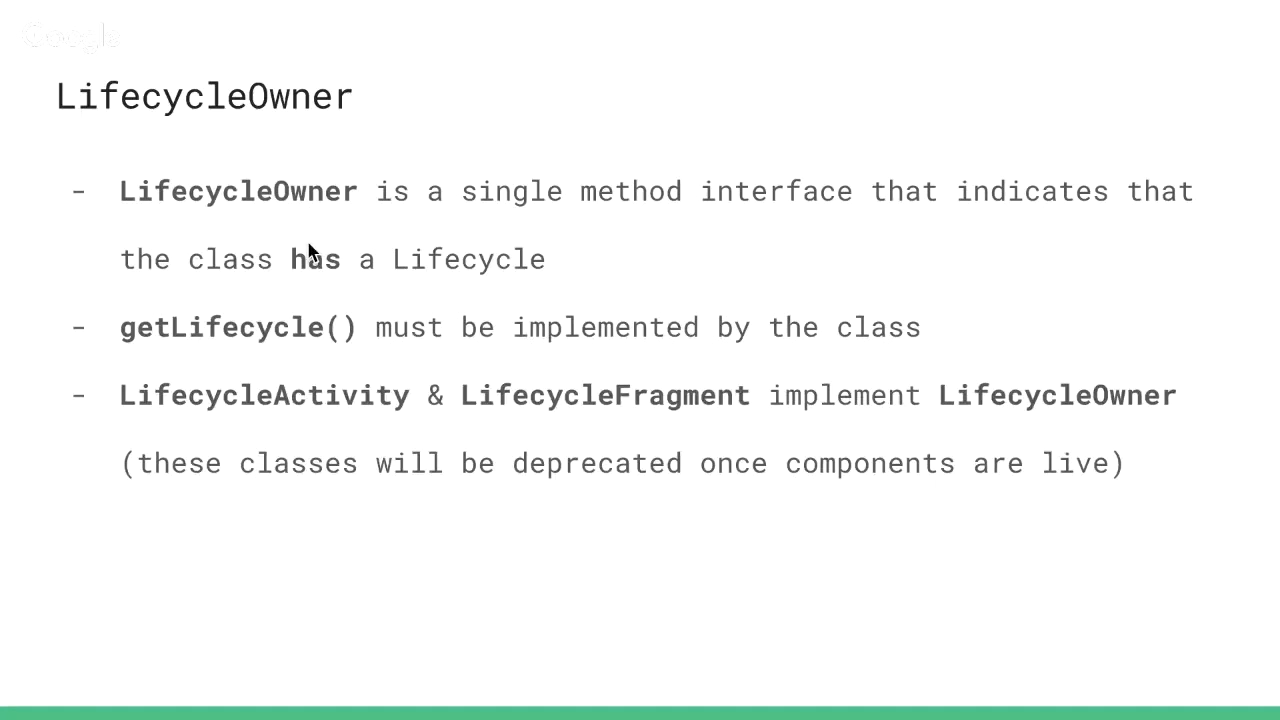 Google
LifecycleOwner
- LifecycleOwner is a single method interface that indicates that
the class has a Lifecycle
- getLifecycle() must be implemented by the class
- LifecycleActivity & LifecycleFragment implement LifecycleOwner
(these classes will be deprecated once components are live)